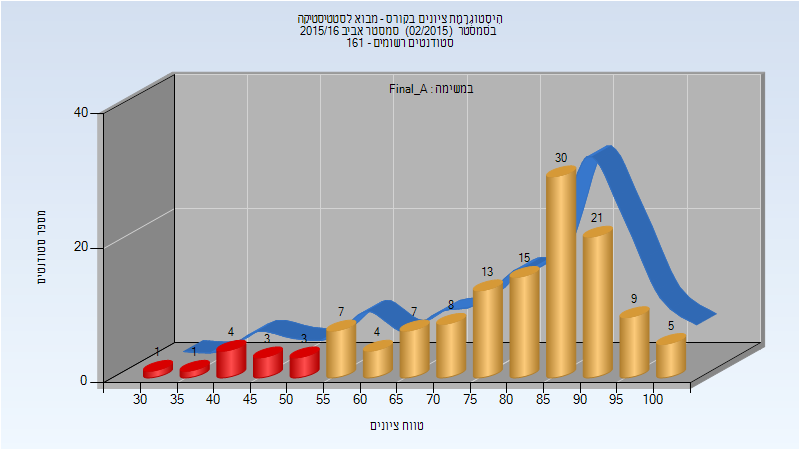 היסטוגרמת ציונים בקורס - מבוא לסטטיסטיקה
בסמסטר (02/2015) סמסטר אביב 2015/16
סטודנטים רשומים - 161
במשימה : Final_A
מספר סטודנטים
40
20
0
1
1
4
3
3
7
4
7
8
13
15
30
21
9
5
30 35 40 45 50 55 60 65 70 75 80 85 90 95 100
טווח ציונים